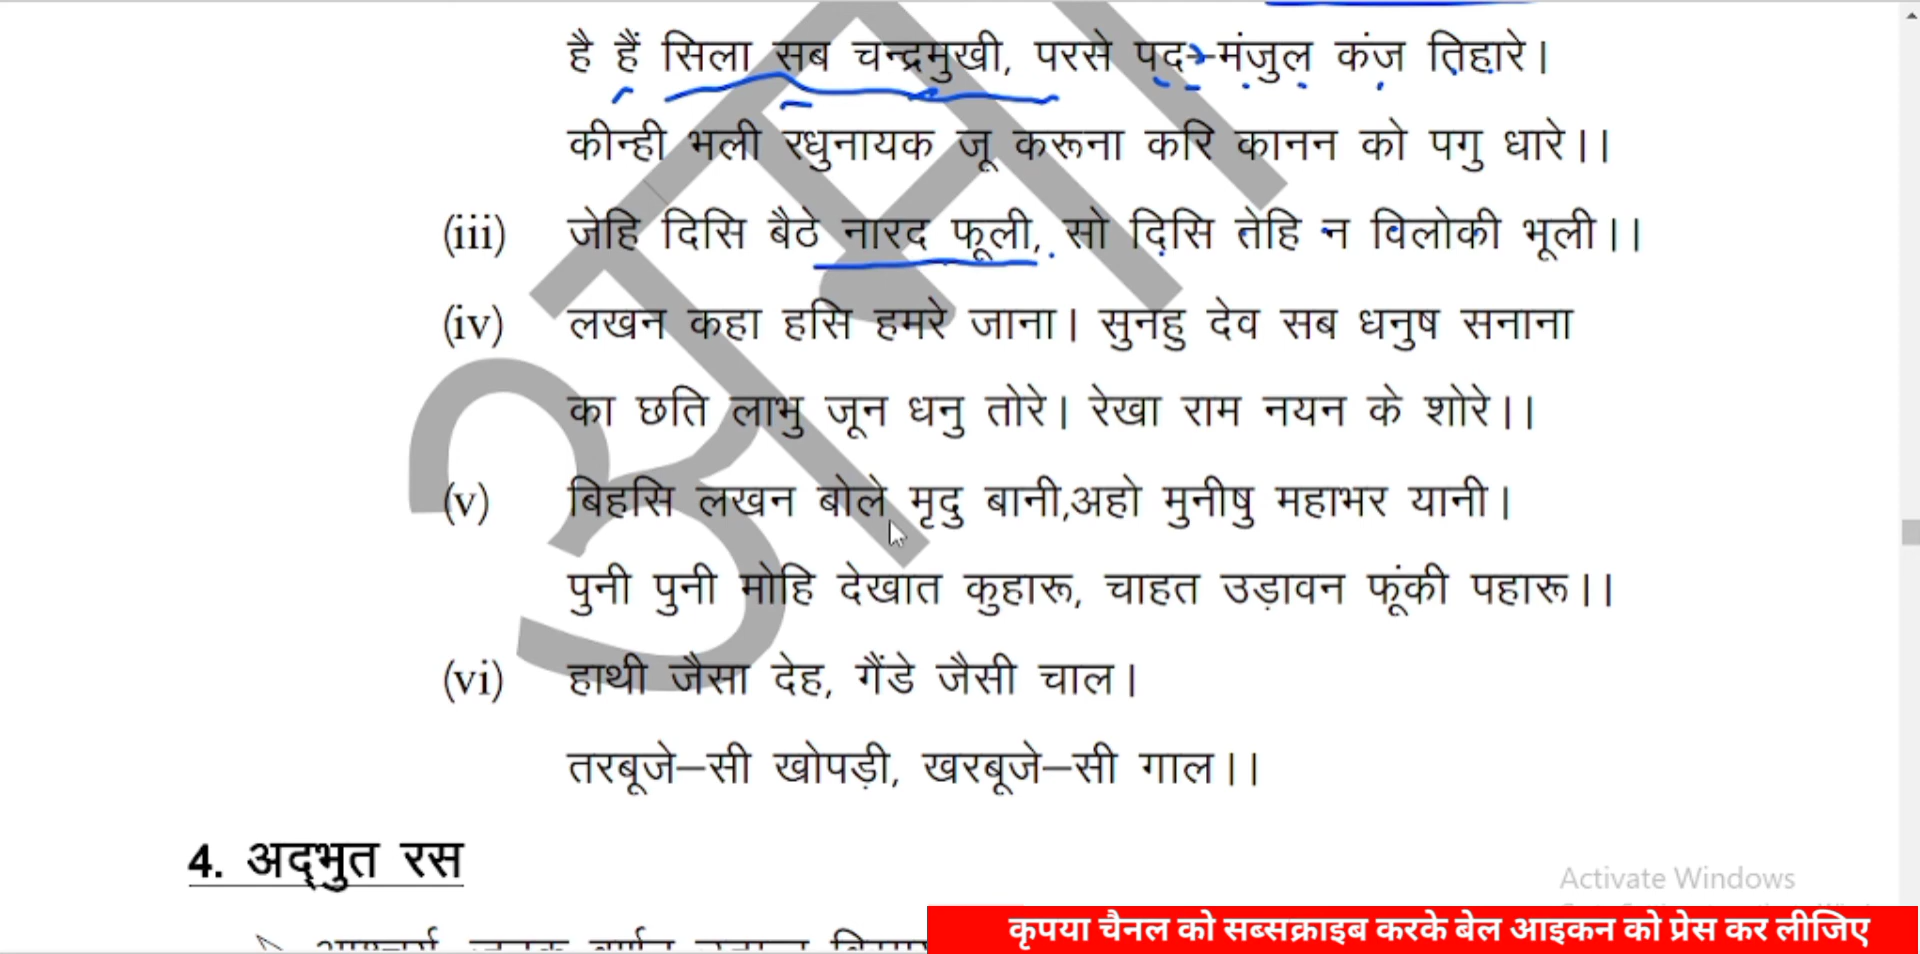 है हैं सिला सब चन्द्रमुखी, परसे पद–मंजुल कंज तिहारे।
कीन्ही भली रधुनायक जू करूना करि कानन को पगु धारे।।
(iii) जेहि दिसि बैठे नारद फूली, सो दिसि तेहि न विलोकी भूली।।
(iv) लखन कहा हसि हमरे जाना। सुनहु देव सब धनुष सनाना
का छति लाभु जून धनु तोरे। रेखा राम नयन के शोरे।।
(v) बिहसि लखन बोले मृदु बानी,अहो मुनीषु महाभर यानी।
पुनी पुनी मोहि देखात कुहारू, चाहत उड़ावन फूंकी पहारू।।
(vi) हाथी जैसा देह, गैंडे जैसी चाल।
तरबूजे–सी खोपड़ी, खरबूजे–सी गाल।।
4. अद्भुत रस
Activate Windows
कृपया चैनल को सब्सक्राइब करके बेल आइकन को प्रेस कर लीजिए